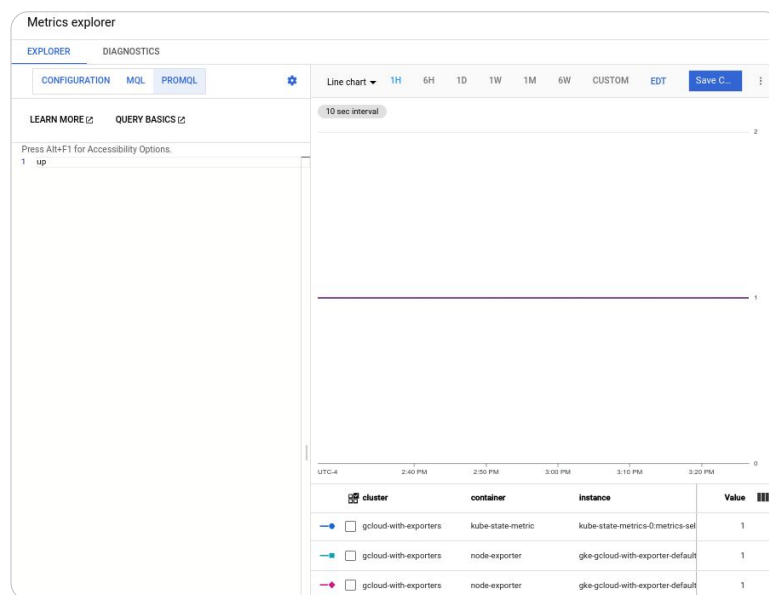 Metrics explorer
EXPLORER DIAGNOSTICS
CONFIGURATION MQL PROMQL
LEARN MORE QUERY BASICS
Press Alt+F1 for Accessibility Options.
1 up
Line chart 1H 6H 1D 1W 1M 6W CUSTOM EDT Save C...
10 sec interval
2
1
0
UTC-4 2:40 PM 2:50 PM 3:00 PM 3:10 PM 3:20 PM
cluster container instance Value
gcloud-with-exporters kube-state-metric kube-state-metrics-0:metrics-sel 1
gcloud-with-exporters node-exporter gke-gcloud-with-exporter-default 1
gcloud-with-exporters node-exporter gke-gcloud-with-exporter-default 1